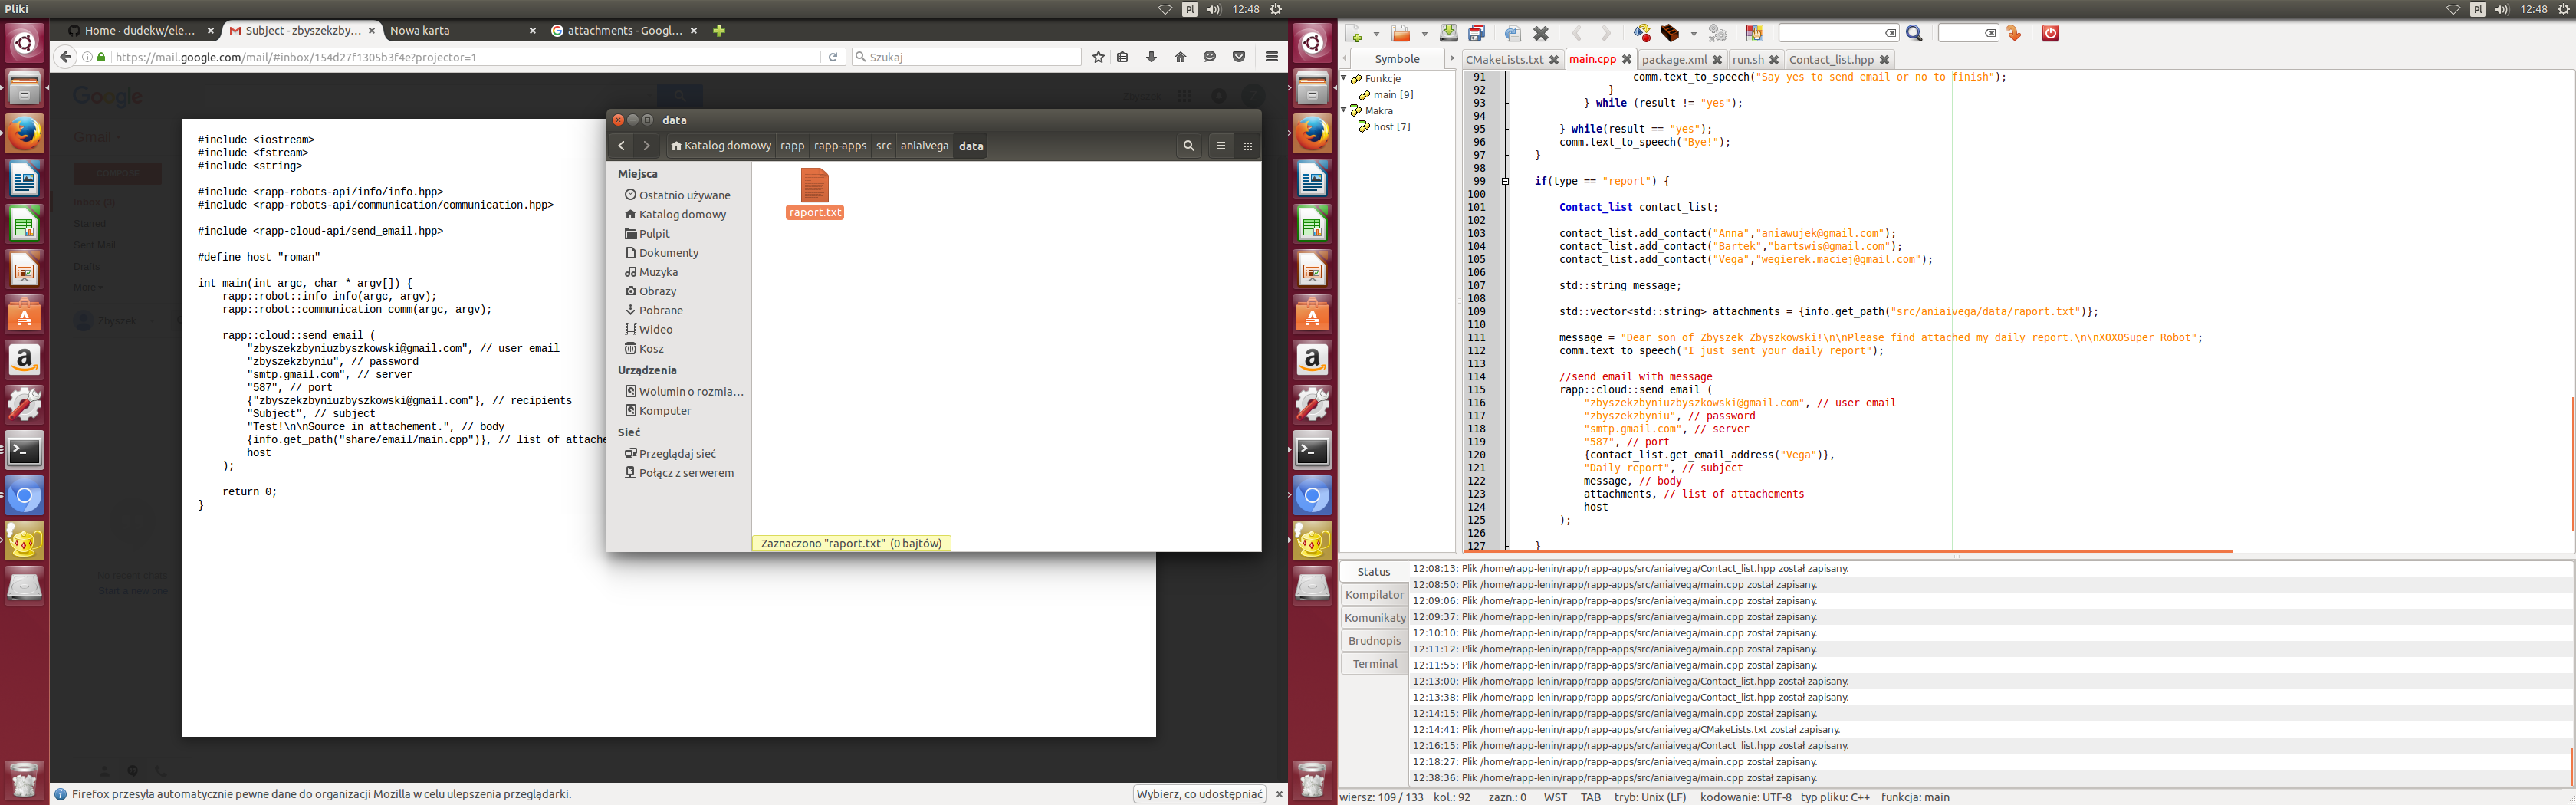 Pliki
Pl
12:48
Home · dudekw/ele...
Subject - zbyszekzby...
Nowa karta
attachments - Googl...
https://mail.google.com/mail/#inbox/154d27f1305b3f4e?projector=1
Szukaj
Google
Gmail
COMPOSE
Inbox (3)
Starred
Sent Mail
Drafts
More
Zbyszek
#include <iostream>
#include <fstream>
#include <string>
#include <rapp-robots-api/info/info.hpp>
#include <rapp-robots-api/communication/communication.hpp>
#include <rapp-cloud-api/send_email.hpp>
#define host "roman"
int main(int argc, char * argv[]) {
rapp::robot::info info(argc, argv);
rapp::robot::communication comm(argc, argv);
rapp::cloud::send_email (
"zbyszekzbyniuzbyszkowski@gmail.com", // user email
"zbyszekzbyniu", // password
"smtp.gmail.com", // server
"587", // port
{"zbyszekzbyniuzbyszkowski@gmail.com"}, // recipients
"Subject", // subject
"Test!\n\nSource in attachement.", // body
{info.get_path("share/email/main.cpp")}, // list of attache
host
);
return 0;
}
data
Katalog domowy
rapp
rapp-apps
src
aniaivega
data
Miejsca
Ostatnio używane
Katalog domowy
Pulpit
Dokumenty
Muzyka
Obrazy
Pobrane
Wideo
Kosz
Urządzenia
Wolumin o rozmia...
Komputer
Sieć
Przeglądaj sieć
Połącz z serwerem
raport.txt
Zaznaczono "raport.txt" (0 bajtów)
Firefox przesyła automatycznie pewne dane do organizacji Mozilla w celu ulepszenia przeglądarki.
Wybierz, co udostępniać
Pl
12:48
Symbole
Funkcje
main [9]
Makra
host [7]
CMakeLists.txt
main.cpp
package.xml
run.sh
Contact_list.hpp
91 comm.text_to_speech("Say yes to send email or no to finish");
92 }
93 } while (result != "yes");
94
95 } while(result == "yes");
96 comm.text_to_speech("Bye!");
97 }
98
99 if(type == "report") {
100
101 Contact_list contact_list;
102
103 contact_list.add_contact("Anna","aniawujek@gmail.com");
104 contact_list.add_contact("Bartek","bartswis@gmail.com");
105 contact_list.add_contact("Vega","wegierek.maciej@gmail.com");
106
107 std::string message;
108
109 std::vector<std::string> attachments = {info.get_path("src/aniaivega/data/raport.txt")};
110
111 message = "Dear son of Zbyszek Zbyszkowski!\n\nPlease find attached my daily report.\n\nXOXOSuper Robot";
112 comm.text_to_speech("I just sent your daily report");
113
114 //send email with message
115 rapp::cloud::send_email (
116 "zbyszekzbyniuzbyszkowski@gmail.com", // user email
117 "zbyszekzbyniu", // password
118 "smtp.gmail.com", // server
119 "587", // port
120 {contact_list.get_email_address("Vega")},
121 "Daily report", // subject
122 message, // body
123 attachments, // list of attachements
124 host
125 );
126
127 }
Status
Kompilator
Komunikaty
Brudnopis
Terminal
12:08:13: Plik /home/rapp-lenin/rapp/rapp-apps/src/aniaivega/Contact_list.hpp został zapisany.
12:08:50: Plik /home/rapp-lenin/rapp/rapp-apps/src/aniaivega/main.cpp został zapisany.
12:09:06: Plik /home/rapp-lenin/rapp/rapp-apps/src/aniaivega/main.cpp został zapisany.
12:09:37: Plik /home/rapp-lenin/rapp/rapp-apps/src/aniaivega/main.cpp został zapisany.
12:10:10: Plik /home/rapp-lenin/rapp/rapp-apps/src/aniaivega/main.cpp został zapisany.
12:11:12: Plik /home/rapp-lenin/rapp/rapp-apps/src/aniaivega/main.cpp został zapisany.
12:11:55: Plik /home/rapp-lenin/rapp/rapp-apps/src/aniaivega/main.cpp został zapisany.
12:13:00: Plik /home/rapp-lenin/rapp/rapp-apps/src/aniaivega/Contact_list.hpp został zapisany.
12:13:38: Plik /home/rapp-lenin/rapp/rapp-apps/src/aniaivega/Contact_list.hpp został zapisany.
12:14:15: Plik /home/rapp-lenin/rapp/rapp-apps/src/aniaivega/main.cpp został zapisany.
12:14:41: Plik /home/rapp-lenin/rapp/rapp-apps/src/aniaivega/CMakeLists.txt został zapisany.
12:16:15: Plik /home/rapp-lenin/rapp/rapp-apps/src/aniaivega/Contact_list.hpp został zapisany.
12:18:27: Plik /home/rapp-lenin/rapp/rapp-apps/src/aniaivega/main.cpp został zapisany.
12:38:36: Plik /home/rapp-lenin/rapp/rapp-apps/src/aniaivega/main.cpp został zapisany.
wiersz: 109 / 133 kol.: 92 zazn.: 0 WST TAB tryb: Unix (LF) kodowanie: UTF-8 typ pliku: C++ funkcja: main